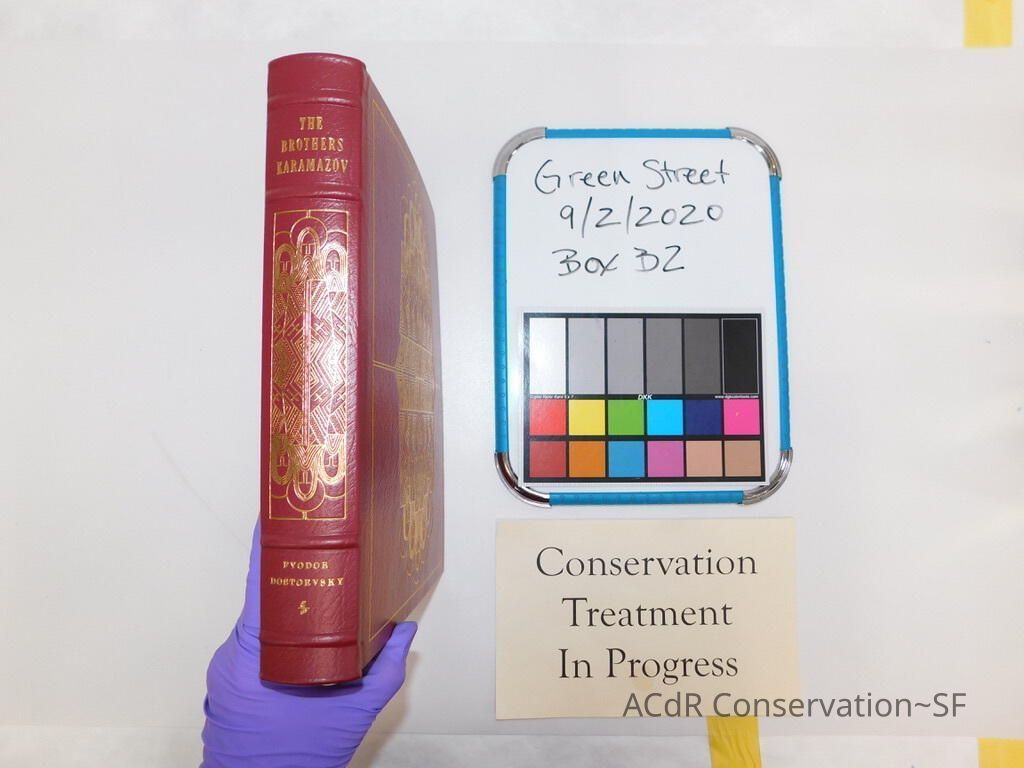 THE
BROTHERS
KARAMAZOV
FYODOR
DOSTOEVSKY
Green Street
9/2/2020
Box B2
DKK
Conservation
Treatment
In Progress
ACdR Conservation~SF